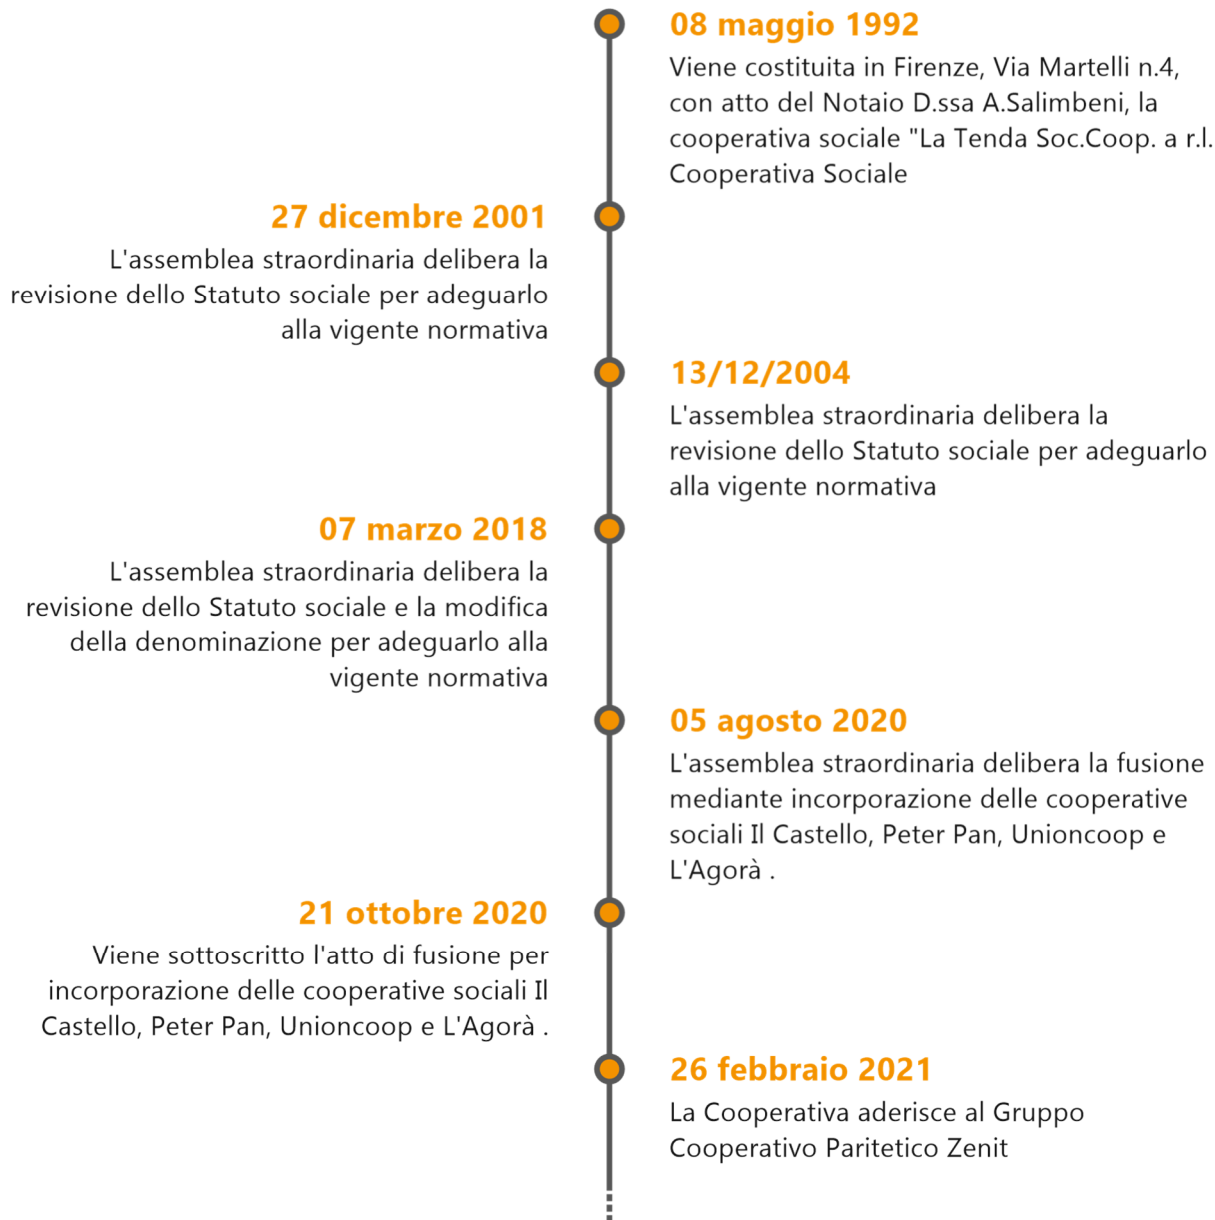 08 maggio 1992
Viene costituita in Firenze, Via Martelli n.4,
con atto del Notaio D.ssa A.Salimbeni, la
cooperativa sociale "La Tenda Soc.Coop. a r.l.
Cooperativa Sociale
27 dicembre 2001
L'assemblea straordinaria delibera la
revisione dello Statuto sociale per adeguarlo
alla vigente normativa
13/12/2004
L'assemblea straordinaria delibera la
revisione dello Statuto sociale per adeguarlo
alla vigente normativa
07 marzo 2018
L'assemblea straordinaria delibera la
revisione dello Statuto sociale e la modifica
della denominazione per adeguarlo alla
vigente normativa
05 agosto 2020
L'assemblea straordinaria delibera la fusione
mediante incorporazione delle cooperative
sociali Il Castello, Peter Pan, Unioncoop e
L'Agorà .
21 ottobre 2020
Viene sottoscritto l'atto di fusione per
incorporazione delle cooperative sociali Il
Castello, Peter Pan, Unioncoop e L'Agorà .
26 febbraio 2021
La Cooperativa aderisce al Gruppo
Cooperativo Paritetico Zenit